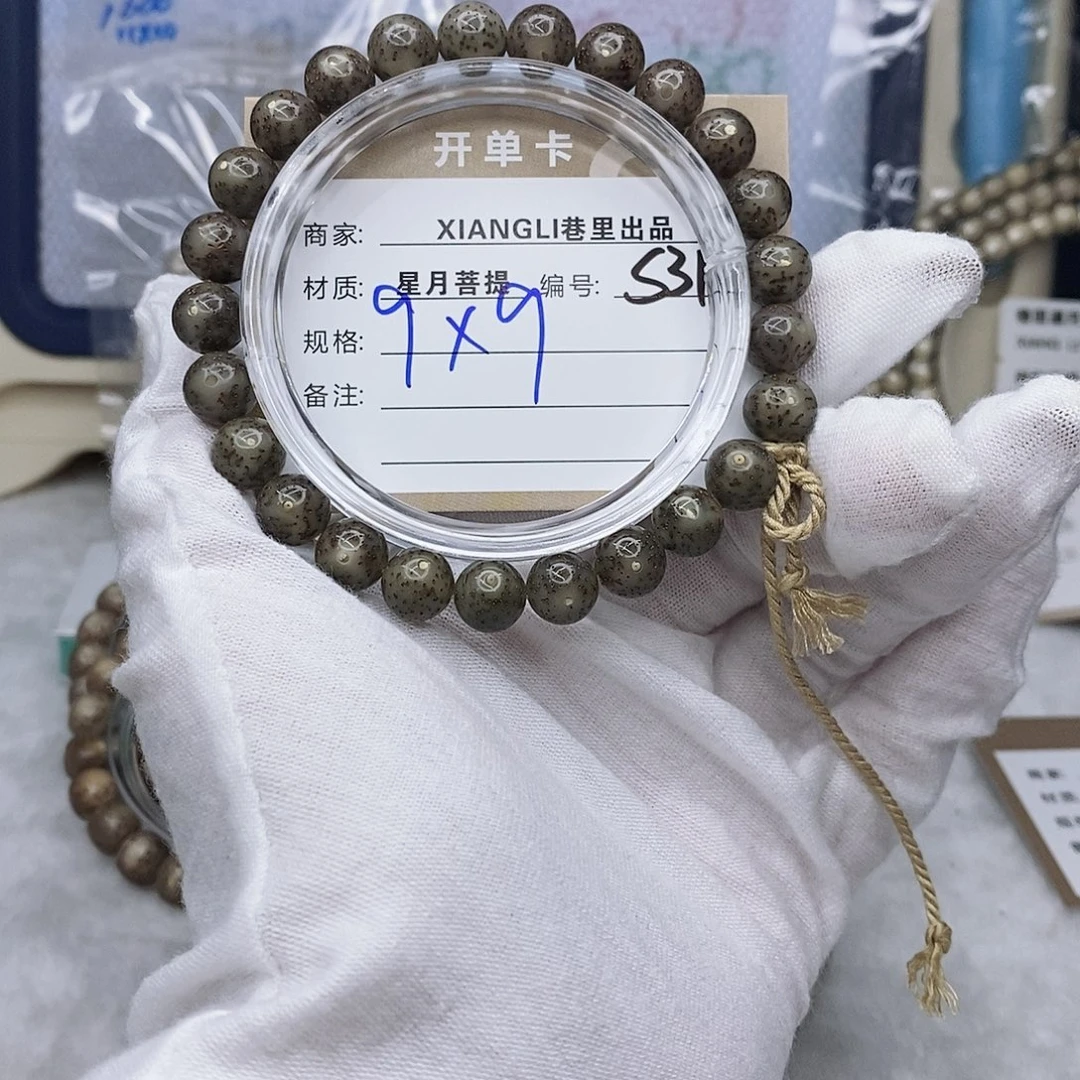 开单卡
商家: XIANGLI巷里出品
材质: 星月菩提 编号:
规格: 9x9
备注: